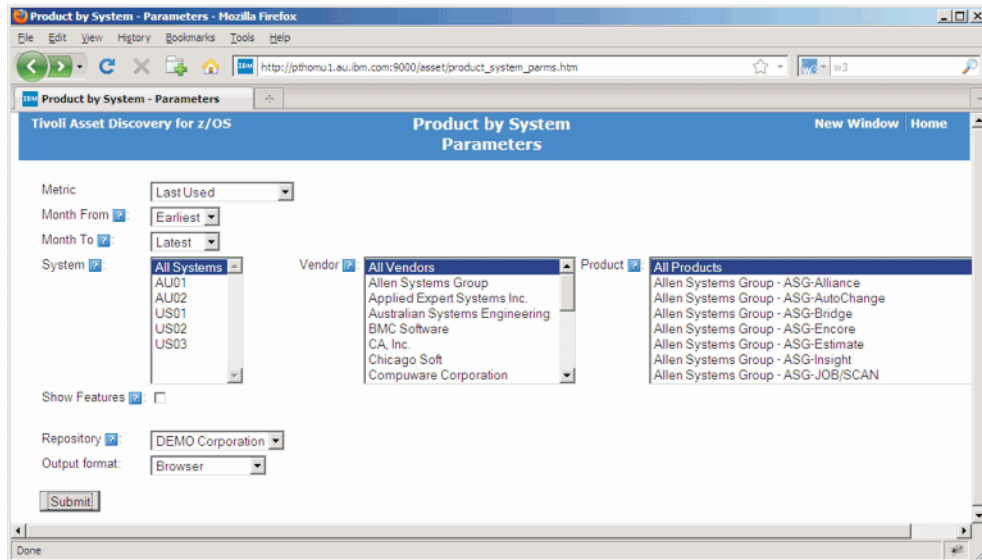 Product by System - Parameters - Mozilla Firefox
File Edit View History Bookmarks Tools Help
IBM http://pthomu1.au.ibm.com:9000/asset/product_system_parms.htm w3
IBM Product by System - Parameters
Tivoli Asset Discovery for z/OS
Product by System
Parameters
New Window Home
Metric Last Used
Month From ?: Earliest
Month To ?: Latest
System ?:
All Systems
AU01
AU02
US01
US02
US03
Vendor ?:
All Vendors
Allen Systems Group
Applied Expert Systems Inc.
Australian Systems Engineering
BMC Software
CA, Inc.
Chicago Soft
Compuware Corporation
Product ?:
All Products
Allen Systems Group - ASG-Alliance
Allen Systems Group - ASG-AutoChange
Allen Systems Group - ASG-Bridge
Allen Systems Group - ASG-Encore
Allen Systems Group - ASG-Estimate
Allen Systems Group - ASG-Insight
Allen Systems Group - ASG-JOB/SCAN
Show Features ?:
Repository ?: DEMO Corporation
Output format: Browser
Submit
Done